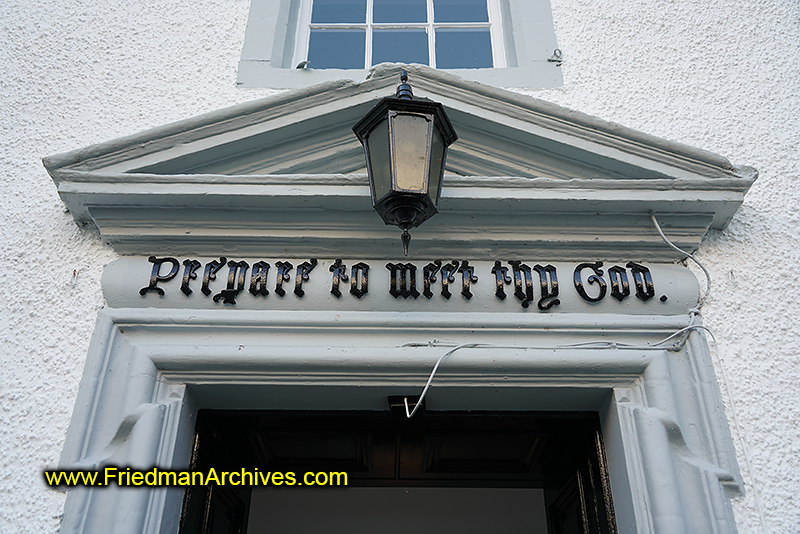 Prepare to meet thy God.
www.FriedmanArchives.com